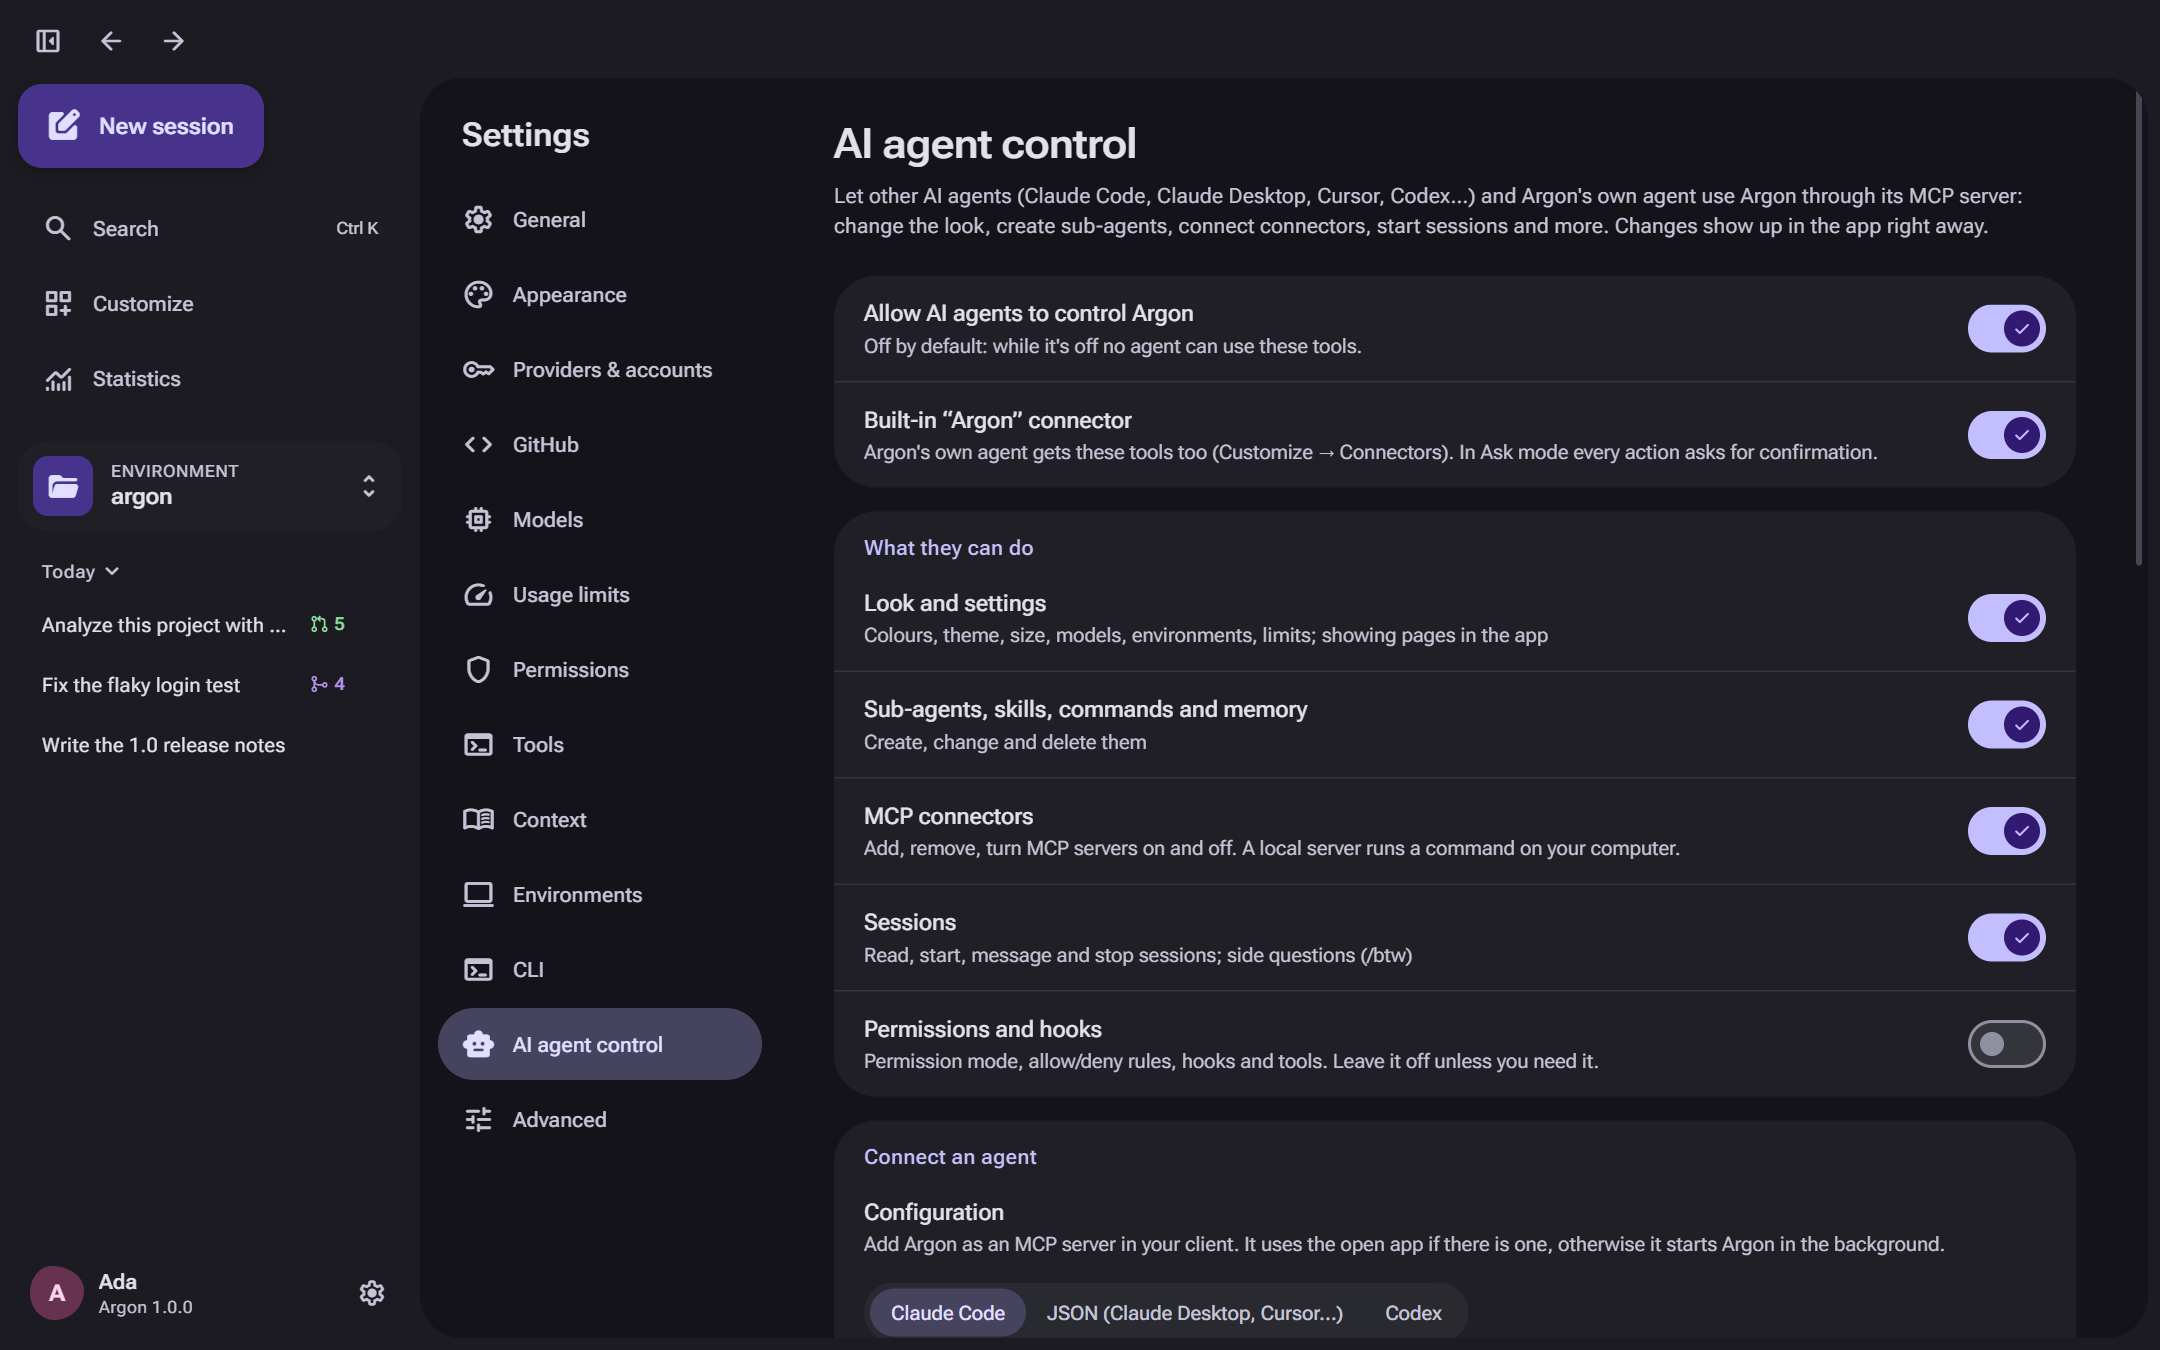 New session
Search
Ctrl K
Customize
Statistics
ENVIRONMENT
argon
Today
Analyze this project with ...
5
Fix the flaky login test
4
Write the 1.0 release notes
A
Ada
Argon 1.0.0
Settings
General
Appearance
Providers & accounts
GitHub
Models
Usage limits
Permissions
Tools
Context
Environments
CLI
AI agent control
Advanced
AI agent control
Let other AI agents (Claude Code, Claude Desktop, Cursor, Codex...) and Argon's own agent use Argon through its MCP server:
change the look, create sub-agents, connect connectors, start sessions and more. Changes show up in the app right away.
Allow AI agents to control Argon
Off by default: while it's off no agent can use these tools.
Built-in “Argon” connector
Argon's own agent gets these tools too (Customize → Connectors). In Ask mode every action asks for confirmation.
What they can do
Look and settings
Colours, theme, size, models, environments, limits; showing pages in the app
Sub-agents, skills, commands and memory
Create, change and delete them
MCP connectors
Add, remove, turn MCP servers on and off. A local server runs a command on your computer.
Sessions
Read, start, message and stop sessions; side questions (/btw)
Permissions and hooks
Permission mode, allow/deny rules, hooks and tools. Leave it off unless you need it.
Connect an agent
Configuration
Add Argon as an MCP server in your client. It uses the open app if there is one, otherwise it starts Argon in the background.
Claude Code
JSON (Claude Desktop, Cursor...)
Codex